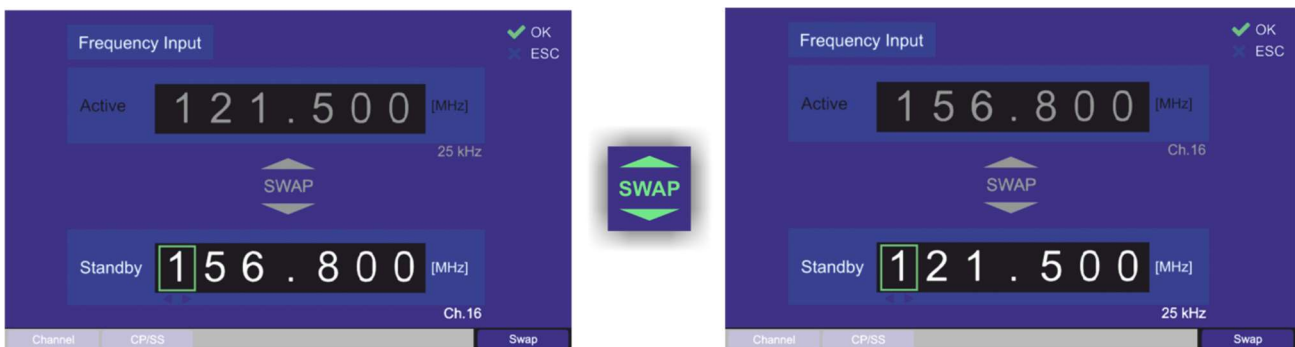 Frequency Input
✔ OK
✕ ESC
Active 121.500 [MHz]
25 kHz
SWAP
Standby 156.800 [MHz]
Ch.16
Channel CP/SS Swap
SWAP
Frequency Input
✔ OK
✕ ESC
Active 156.800 [MHz]
Ch.16
SWAP
Standby 121.500 [MHz]
25 kHz
Channel CP/SS Swap